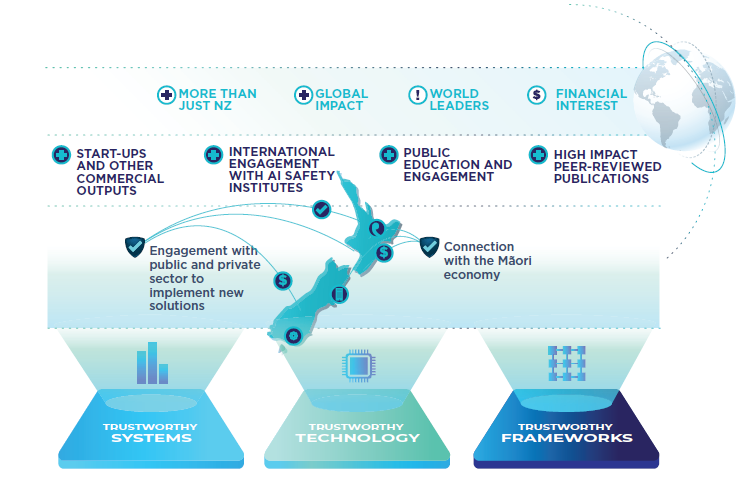 MORE THAN
JUST NZ
GLOBAL
IMPACT
WORLD
LEADERS
FINANCIAL
INTEREST
START-UPS
AND OTHER
COMMERCIAL
OUTPUTS
INTERNATIONAL
ENGAGEMENT
WITH AI SAFETY
INSTITUTES
PUBLIC
EDUCATION AND
ENGAGEMENT
HIGH IMPACT
PEER-REVIEWED
PUBLICATIONS
Engagement with
public and private
sector to
implement new
solutions
Connection
with the Māori
economy
TRUSTWORTHY
SYSTEMS
TRUSTWORTHY
TECHNOLOGY
TRUSTWORTHY
FRAMEWORKS